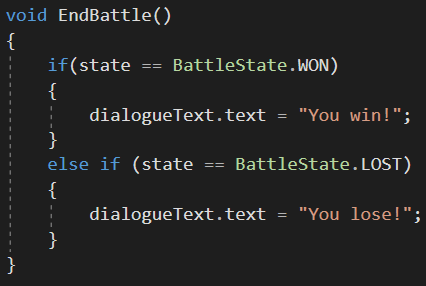 void EndBattle()
{
if(state == BattleState.WON)
{
dialogueText.text = "You win!";
}
else if (state == BattleState.LOST)
{
dialogueText.text = "You lose!";
}
}